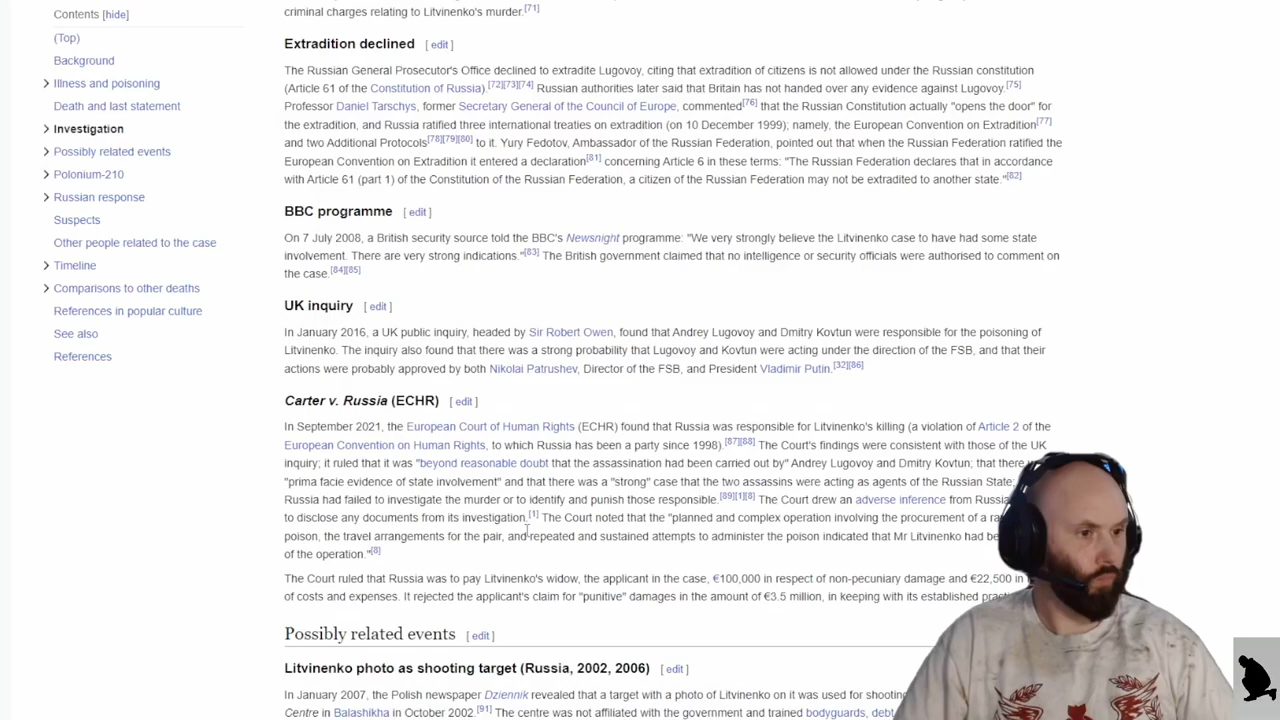 Contents [hide]
(Top)
Background
Illness and poisoning
Death and last statement
Investigation
Possibly related events
Polonium-210
Russian response
Suspects
Other people related to the case
Timeline
Comparisons to other deaths
References in popular culture
See also
References
criminal charges relating to Litvinenko's murder.[71]
Extradition declined [ edit ]
The Russian General Prosecutor's Office declined to extradite Lugovoy, citing that extradition of citizens is not allowed under the Russian constitution
(Article 61 of the Constitution of Russia).[72][73][74] Russian authorities later said that Britain has not handed over any evidence against Lugovoy.[75]
Professor Daniel Tarschys, former Secretary General of the Council of Europe, commented[76] that the Russian Constitution actually "opens the door" for
the extradition, and Russia ratified three international treaties on extradition (on 10 December 1999); namely, the European Convention on Extradition[77]
and two Additional Protocols[78][79][80] to it. Yury Fedotov, Ambassador of the Russian Federation, pointed out that when the Russian Federation ratified the
European Convention on Extradition it entered a declaration[81] concerning Article 6 in these terms: "The Russian Federation declares that in accordance
with Article 61 (part 1) of the Constitution of the Russian Federation, a citizen of the Russian Federation may not be extradited to another state."[82]
BBC programme [ edit ]
On 7 July 2008, a British security source told the BBC's Newsnight programme: "We very strongly believe the Litvinenko case to have had some state
involvement. There are very strong indications."[83] The British government claimed that no intelligence or security officials were authorised to comment on
the case.[84][85]
UK inquiry [ edit ]
In January 2016, a UK public inquiry, headed by Sir Robert Owen, found that Andrey Lugovoy and Dmitry Kovtun were responsible for the poisoning of
Litvinenko. The inquiry also found that there was a strong probability that Lugovoy and Kovtun were acting under the direction of the FSB, and that their
actions were probably approved by both Nikolai Patrushev, Director of the FSB, and President Vladimir Putin.[32][86]
Carter v. Russia (ECHR) [ edit ]
In September 2021, the European Court of Human Rights (ECHR) found that Russia was responsible for Litvinenko's killing (a violation of Article 2 of the
European Convention on Human Rights, to which Russia has been a party since 1998).[87][88] The Court's findings were consistent with those of the UK
inquiry; it ruled that it was "beyond reasonable doubt that the assassination had been carried out by" Andrey Lugovoy and Dmitry Kovtun; that there
"prima facie evidence of state involvement" and that there was a "strong" case that the two assassins were acting as agents of the Russian State;
Russia had failed to investigate the murder or to identify and punish those responsible.[89][1][8] The Court drew an adverse inference from Russia
to disclose any documents from its investigation.[1] The Court noted that the "planned and complex operation involving the procurement of a
poison, the travel arrangements for the pair, and repeated and sustained attempts to administer the poison indicated that Mr Litvinenko had
of the operation."[8]
The Court ruled that Russia was to pay Litvinenko's widow, the applicant in the case, €100,000 in respect of non-pecuniary damage and €22,500 in
of costs and expenses. It rejected the applicant's claim for "punitive" damages in the amount of €3.5 million, in keeping with its established
Possibly related events [ edit ]
Litvinenko photo as shooting target (Russia, 2002, 2006) [ edit ]
In January 2007, the Polish newspaper Dziennik revealed that a target with a photo of Litvinenko on it was used for
Centre in Balashikha in October 2002.[91] The centre was not affiliated with the government and trained bodyguards, debt